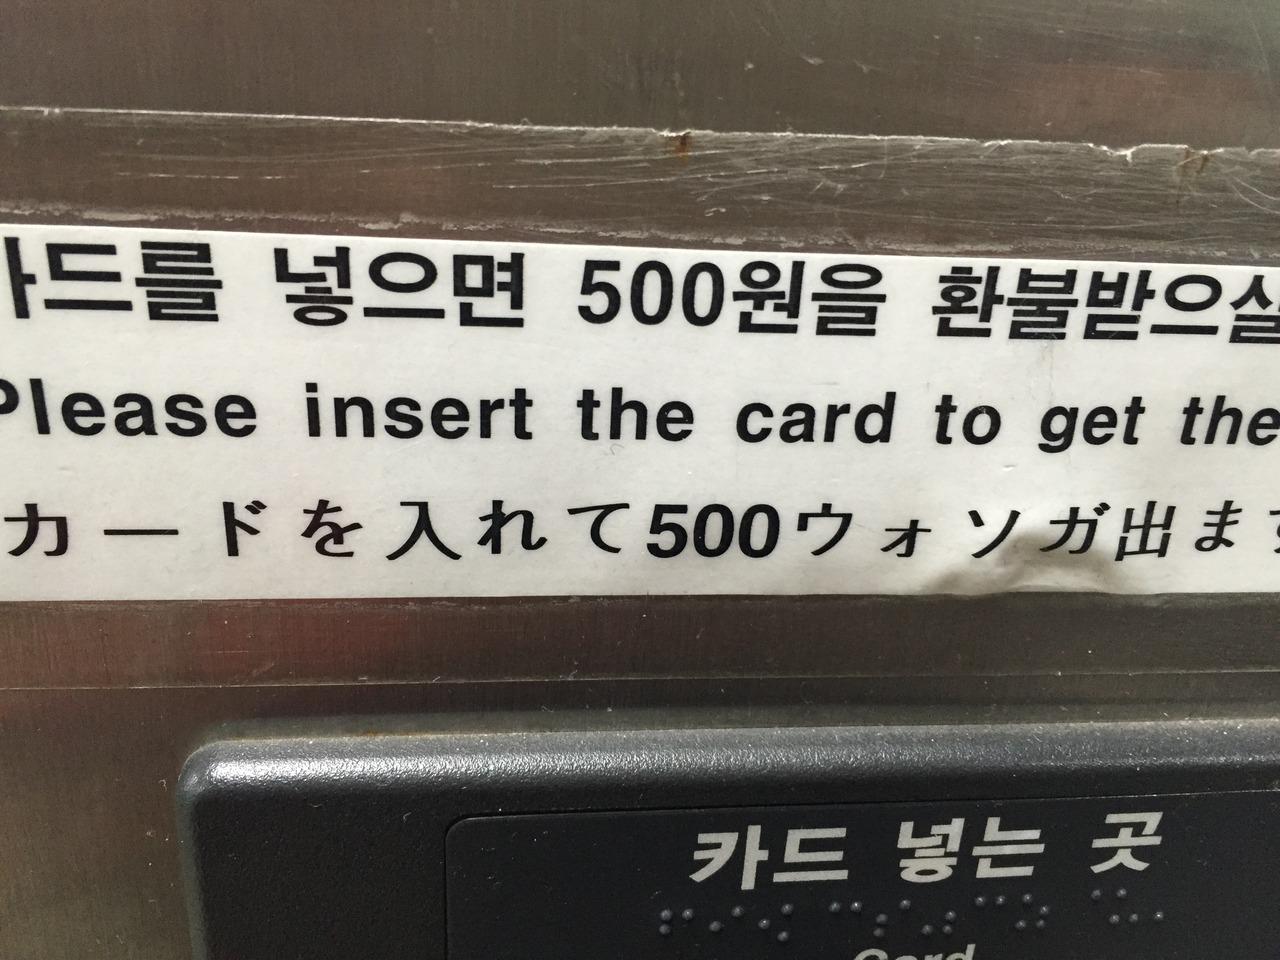 카드를 넣으면 500원을 환불받으실
Please insert the card to get the
カードを入れて500ウォソガ出ます
카드 넣는 곳
Card